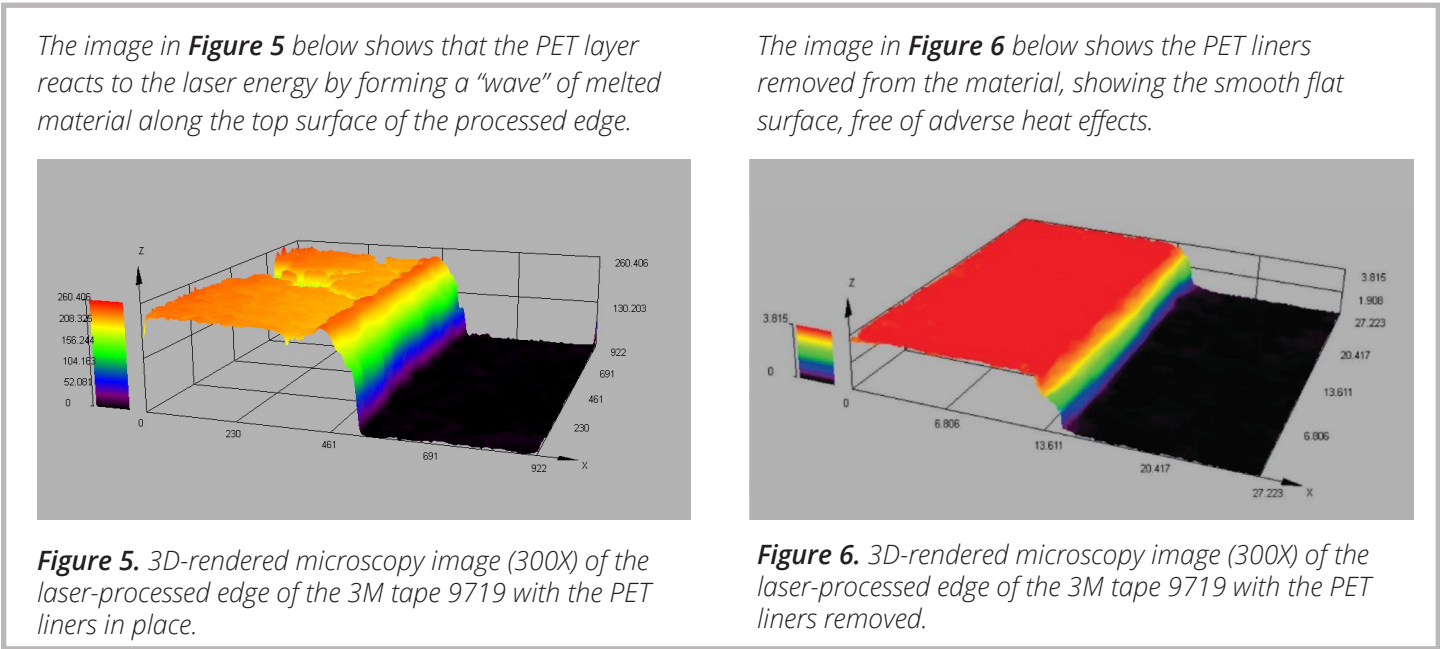 The image in Figure 5 below shows that the PET layer
reacts to the laser energy by forming a “wave” of melted
material along the top surface of the processed edge.
Z
260.406
208.325
156.244
104.163
52.081
0
0
230
461
691
922
X
260.406
130.203
922
691
461
230
Figure 5. 3D-rendered microscopy image (300X) of the
laser-processed edge of the 3M tape 9719 with the PET
liners in place.
The image in Figure 6 below shows the PET liners
removed from the material, showing the smooth flat
surface, free of adverse heat effects.
Z
3.815
0
0
6.806
13.611
20.417
27.223
X
3.815
1.908
27.223
20.417
13.611
6.806
Figure 6. 3D-rendered microscopy image (300X) of the
laser-processed edge of the 3M tape 9719 with the PET
liners removed.